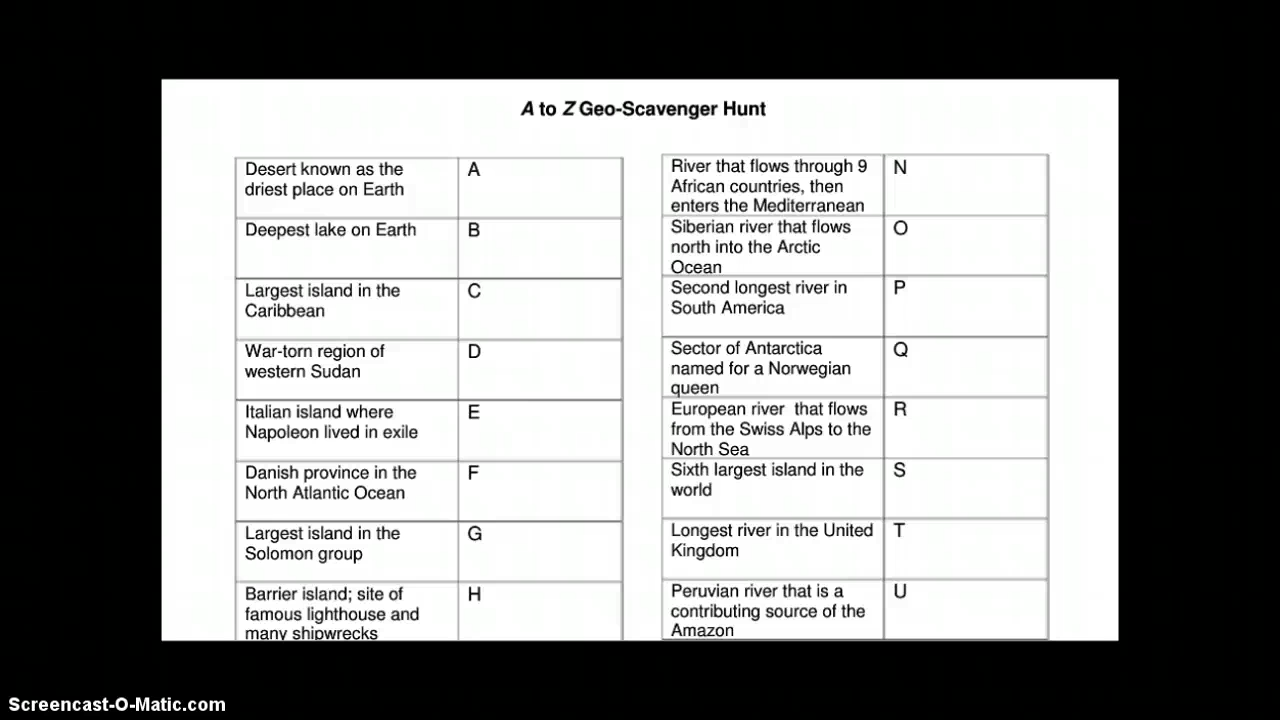 A to Z Geo-Scavenger Hunt
Desert known as the
driest place on Earth
A
Deepest lake on Earth
B
Largest island in the
Caribbean
C
War-torn region of
western Sudan
D
Italian island where
Napoleon lived in exile
E
Danish province in the
North Atlantic Ocean
F
Largest island in the
Solomon group
G
Barrier island; site of
famous lighthouse and
many shipwrecks
H
River that flows through 9
African countries, then
enters the Mediterranean
N
Siberian river that flows
north into the Arctic
Ocean
O
Second longest river in
South America
P
Sector of Antarctica
named for a Norwegian
queen
Q
European river that flows
from the Swiss Alps to the
North Sea
R
Sixth largest island in the
world
S
Longest river in the United
Kingdom
T
Peruvian river that is a
contributing source of the
Amazon
U
Screencast-O-Matic.com